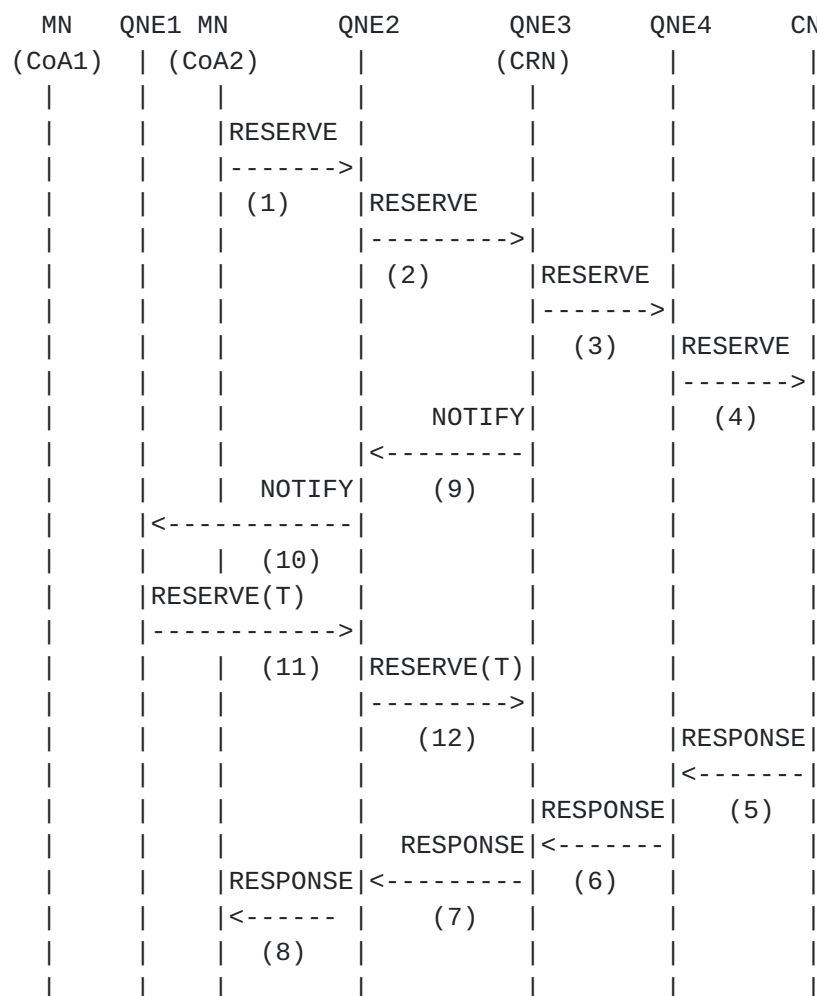 MN   QNE1 MN       QNE2       QNE3     QNE4     CN
(CoA1)  | (CoA2)      |        (CRN)      |        |
  |     |    |        |          |        |        |
  |     |    |RESERVE |          |        |        |
  |     |    |------->|          |        |        |
  |     |    | (1)    |RESERVE   |        |        |
  |     |    |        |--------->|        |        |
  |     |    |        | (2)      |RESERVE |        |
  |     |    |        |          |------->|        |
  |     |    |        |          |  (3)   |RESERVE |
  |     |    |        |          |        |------->|
  |     |    |        |    NOTIFY|        |  (4)   |
  |     |    |        |<---------|        |        |
  |     |    |  NOTIFY|    (9)   |        |        |
  |     |<------------|          |        |        |
  |     |    |  (10)  |          |        |        |
  |     |RESERVE(T)   |          |        |        |
  |     |------------>|          |        |        |
  |     |    |  (11)  |RESERVE(T)|        |        |
  |     |    |        |--------->|        |        |
  |     |    |        |   (12)   |        |RESPONSE|
  |     |    |        |          |        |<-------|
  |     |    |        |          |RESPONSE|   (5)  |
  |     |    |        |  RESPONSE|<-------|        |
  |     |    |RESPONSE|<---------|  (6)   |        |
  |     |    |<------ |    (7)   |        |        |
  |     |    |  (8)   |          |        |        |
  |     |    |        |          |        |        |